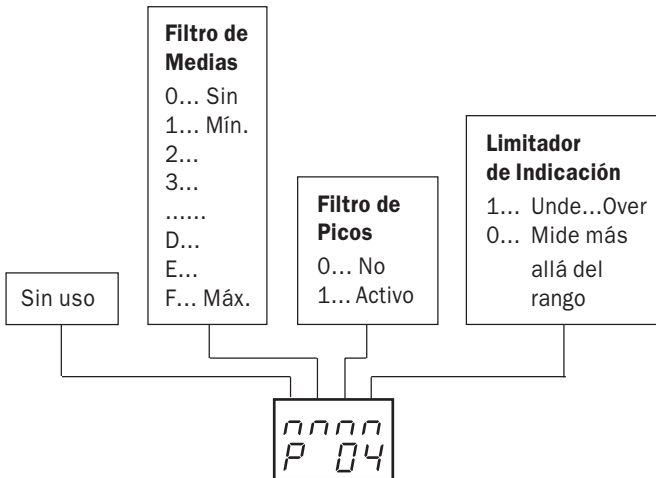 Filtro de
Medias
0... Sin
1... Mín.
2...
3...
......
D...
E...
F... Máx.
Limitador
de Indicación
1... Unde...Over
0... Mide más
allá del
rango
Filtro de
Picos
0... No
1... Activo
Sin uso
nnnn
P 04